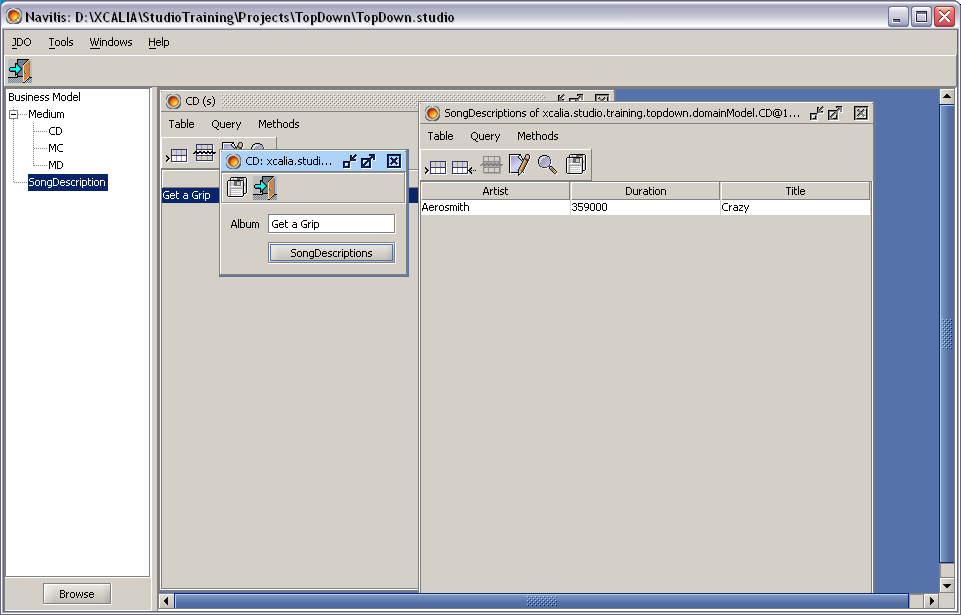 Navilis: D:\XCALIA\StudioTraining\Projects\TopDown\TopDown.studio
JDO Tools Windows Help
Business Model
Medium
CD
MC
MD
SongDescription
Browse
CD (s)
Table Query Methods
Get a Grip
CD: xcalia.studi...
Album Get a Grip
SongDescriptions
SongDescriptions of xcalia.studio.training.topdown.domainModel.CD@1...
Table Query Methods
Artist Duration Title
Aerosmith 359000 Crazy